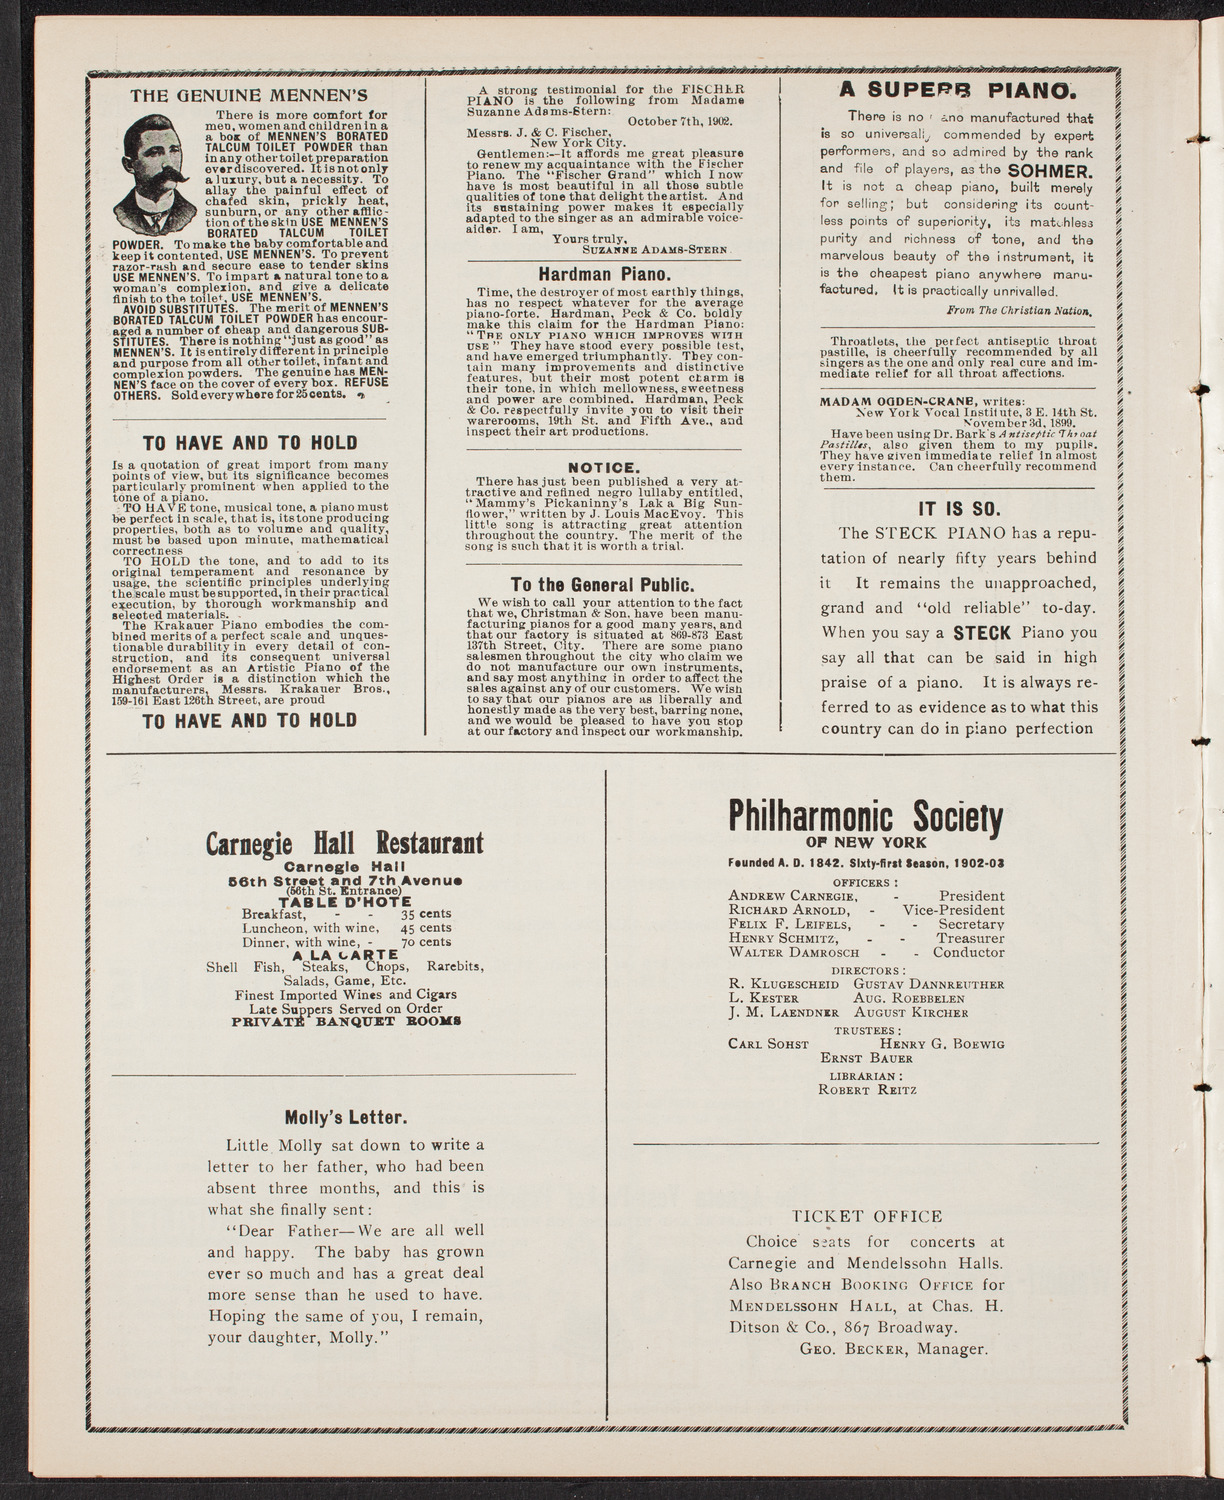 THE GENUINE MENNEN'S
There is more comfort for
men, women and children in a
a box of MENNEN'S BORATED
TALCUM TOILET POWDER than
in any other toilet preparation
ever discovered. It is not only
a luxury, but a necessity. To
allay the painful effect of
chafed skin, prickly heat,
sunburn, or any other afflic-
tion of the skin USE MENNEN'S
BORATED TALCUM TOILET
POWDER. To make the baby comfortable and
keep it contented, USE MENNEN'S. To prevent
razor-rash and secure ease to tender skins
USE MENNEN'S. To impart a natural tone to a
woman's complexion, and give a delicate
finish to the toilet, USE MENNEN'S.
AVOID SUBSTITUTES. The merit of MENNEN'S
BORATED TALCUM TOILET POWDER has encour-
aged a number of cheap and dangerous SUB-
STITUTES. There is nothing "just as good" as
MENNEN'S. It is entirely different in principle
and purpose from all other toilet, infant and
complexion powders. The genuine has MEN-
NEN'S face on the cover of every box. REFUSE
OTHERS. Sold everywhere for 25 cents.
TO HAVE AND TO HOLD
Is a quotation of great import from many
points of view, but its significance becomes
particularly prominent when applied to the
tone of a piano.
TO HAVE tone, musical tone, a piano must
be perfect in scale, that is, its tone producing
properties, both as to volume and quality,
must be based upon minute, mathematical
correctness
TO HOLD the tone, and to add to its
original temperament and resonance by
usage, the scientific principles underlying
the scale must be supported, in their practical
execution, by thorough workmanship and
selected materials.
The Krakauer Piano embodies the com-
bined merits of a perfect scale and unques-
tionable durability in every detail of con-
struction, and its consequent universal
endorsement as an Artistic Piano of the
Highest Order is a distinction which the
manufacturers, Messrs. Krakauer Bros.,
159-161 East 126th Street, are proud
TO HAVE AND TO HOLD
A strong testimonial for the FISCHER
PIANO is the following from Madame
Suzanne Adams-Stern:
October 7th, 1902.
Messrs. J. & C. Fischer,
New York City.
Gentlemen:—It affords me great pleasure
to renew my acquaintance with the Fischer
Piano. The "Fischer Grand" which I now
have is most beautiful in all those subtle
qualities of tone that delight the artist. And
its sustaining power makes it especially
adapted to the singer as an admirable voice-
aider. I am,
Yours truly,
SUZANNE ADAMS-STERN.
Hardman Piano.
Time, the destroyer of most earthly things,
has no respect whatever for the average
piano-forte. Hardman, Peck & Co. boldly
make this claim for the Hardman Piano:
"THE ONLY PIANO WHICH IMPROVES WITH
USE" They have stood every possible test,
and have emerged triumphantly. They con-
tain many improvements and distinctive
features, but their most potent charm is
their tone, in which mellowness, sweetness
and power are combined. Hardman, Peck
& Co. respectfully invite you to visit their
warerooms, 19th St. and Fifth Ave., and
inspect their art productions.
NOTICE.
There has just been published a very at-
tractive and refined negro lullaby entitled,
"Mammy's Pickaninny's Lak a Big Sun-
flower," written by J. Louis MacEvoy. This
little song is attracting great attention
throughout the country. The merit of the
song is such that it is worth a trial.
To the General Public.
We wish to call your attention to the fact
that we, Christman & Son, have been manu-
facturing pianos for a good many years, and
that our factory is situated at 869-873 East
137th Street, City. There are some piano
salesmen throughout the city who claim we
do not manufacture our own instruments,
and say most anything in order to affect the
sales against any of our customers. We wish
to say that our pianos are as liberally and
honestly made as the very best, barring none,
and we would be pleased to have you stop
at our factory and inspect our workmanship.
A SUPERB PIANO.
There is no piano manufactured that
is so universally commended by expert
performers, and so admired by the rank
and file of players, as the SOHMER.
It is not a cheap piano, built merely
for selling; but considering its count-
less points of superiority, its matchless
purity and richness of tone, and the
marvelous beauty of the instrument, it
is the cheapest piano anywhere manu-
factured. It is practically unrivalled.
From The Christian Nation.
Throatlets, the perfect antiseptic throat
pastille, is cheerfully recommended by all
singers as the one and only real cure and im-
mediate relief for all throat affections.
MADAM OGDEN-CRANE, writes:
New York Vocal Institute, 3 E. 14th St.
November 3d, 1899.
Have been using Dr. Bark's Antiseptic Throat
Pastilles, also given them to my pupils.
They have given immediate relief in almost
every instance. Can cheerfully recommend
them.
IT IS SO.
The STECK PIANO has a repu-
tation of nearly fifty years behind
it It remains the unapproached,
grand and "old reliable" to-day.
When you say a STECK Piano you
say all that can be said in high
praise of a piano. It is always re-
ferred to as evidence as to what this
country can do in piano perfection
Carnegie Hall Restaurant
Carnegie Hall
56th Street and 7th Avenue
(56th St. Entrance)
TABLE D'HOTE
Breakfast, - - 35 cents
Luncheon, with wine, 45 cents
Dinner, with wine, - 70 cents
A LA CARTE
Shell Fish, Steaks, Chops, Rarebits,
Salads, Game, Etc.
Finest Imported Wines and Cigars
Late Suppers Served on Order
PRIVATE BANQUET ROOMS
Molly's Letter.
Little Molly sat down to write a
letter to her father, who had been
absent three months, and this is
what she finally sent:
"Dear Father—We are all well
and happy. The baby has grown
ever so much and has a great deal
more sense than he used to have.
Hoping the same of you, I remain,
your daughter, Molly."
Philharmonic Society
OF NEW YORK
Founded A. D. 1842. Sixty-first Season, 1902-03
OFFICERS:
ANDREW CARNEGIE, - President
RICHARD ARNOLD, - Vice-President
FELIX F. LEIFELS, - - Secretary
HENRY SCHMITZ, - - Treasurer
WALTER DAMROSCH - - Conductor
DIRECTORS:
R. KLUGESCHEID GUSTAV DANNREUTHER
L. KESTER AUG. ROEBBELEN
J. M. LAENDNER AUGUST KIRCHER
TRUSTEES:
CARL SOHST HENRY G. BOEWIG
ERNST BAUER
LIBRARIAN:
ROBERT REITZ
TICKET OFFICE
Choice seats for concerts at
Carnegie and Mendelssohn Halls.
Also BRANCH BOOKING OFFICE for
MENDELSSOHN HALL, at Chas. H.
Ditson & Co., 867 Broadway.
GEO. BECKER, Manager.